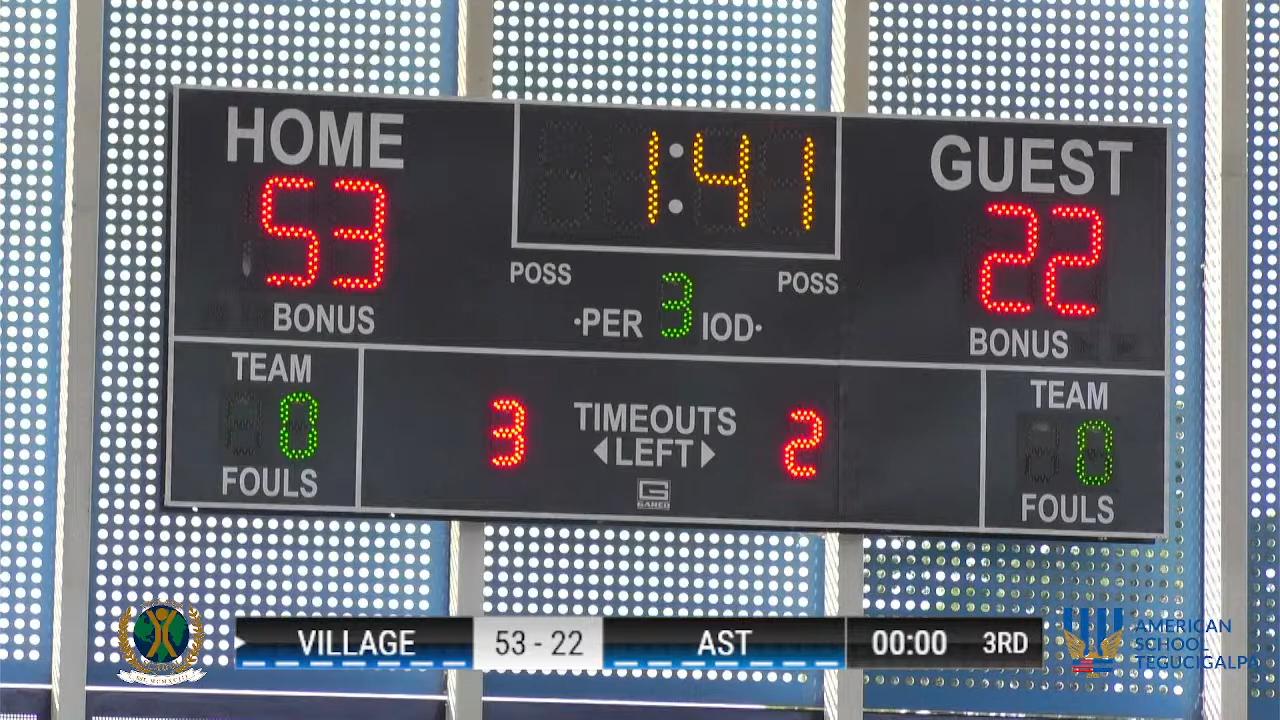 HOME
1:41
GUEST
53
22
POSS
POSS
BONUS
·PER 3 IOD·
BONUS
TEAM
0
FOULS
3
TIMEOUTS
LEFT
2
TEAM
0
FOULS
G
GARED
VILLAGE 53 - 22 AST 00:00 3RD
AMERICAN
SCHOOL
TEGUCIGALPA